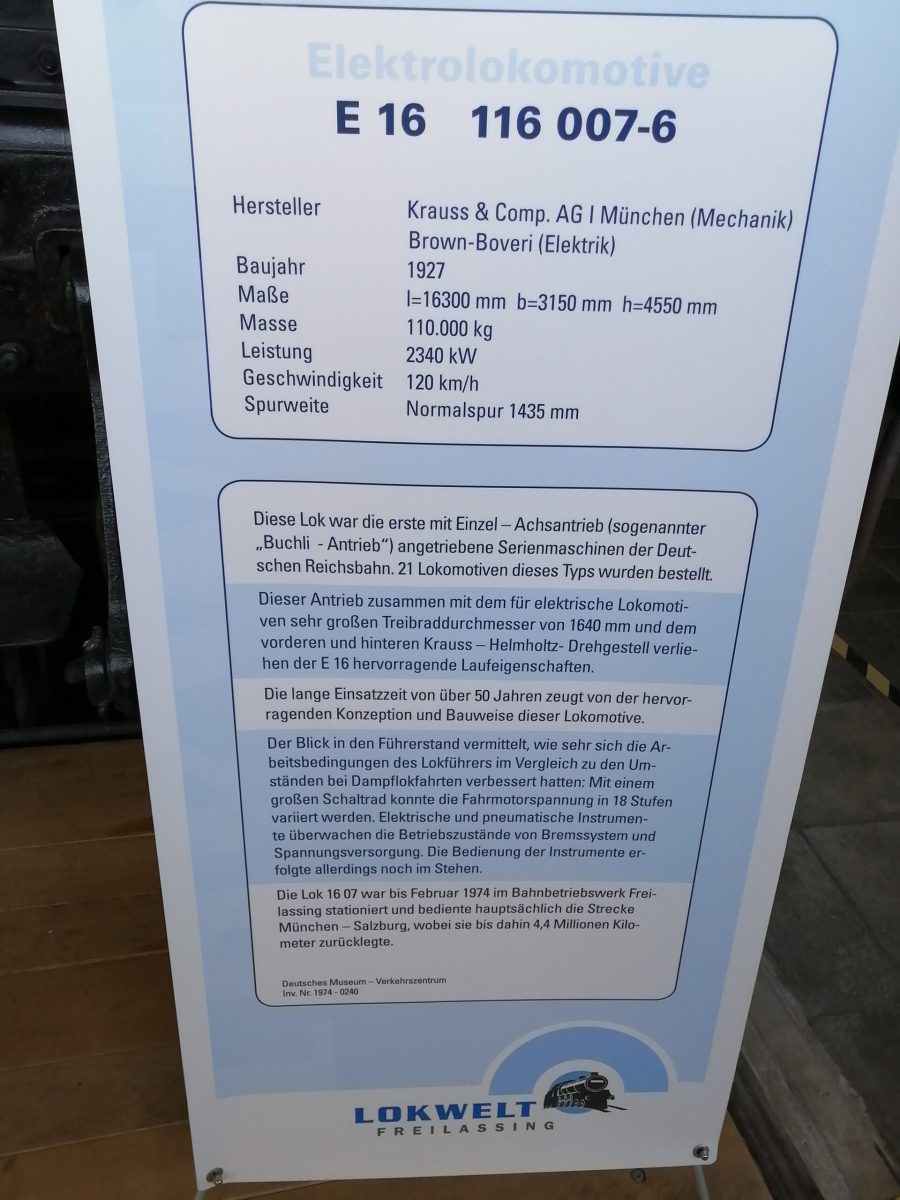 Elektrolokomotive
E 16 116 007-6
Hersteller Krauss & Comp. AG I München (Mechanik)
Brown-Boveri (Elektrik)
Baujahr 1927
Maße l=16300 mm b=3150 mm h=4550 mm
Masse 110.000 kg
Leistung 2340 kW
Geschwindigkeit 120 km/h
Spurweite Normalspur 1435 mm
Diese Lok war die erste mit Einzel – Achsantrieb (sogenannter
„Buchli - Antrieb“) angetriebene Serienmaschinen der Deut-
schen Reichsbahn. 21 Lokomotiven dieses Typs wurden bestellt.
Dieser Antrieb zusammen mit dem für elektrische Lokomoti-
ven sehr großen Treibraddurchmesser von 1640 mm und dem
vorderen und hinteren Krauss – Helmholtz- Drehgestell verlie-
hen der E 16 hervorragende Laufeigenschaften.
Die lange Einsatzzeit von über 50 Jahren zeugt von der hervor-
ragenden Konzeption und Bauweise dieser Lokomotive.
Der Blick in den Führerstand vermittelt, wie sehr sich die Ar-
beitsbedingungen des Lokführers im Vergleich zu den Um-
ständen bei Dampflokfahrten verbessert hatten: Mit einem
großen Schaltrad konnte die Fahrmotorspannung in 18 Stufen
variiert werden. Elektrische und pneumatische Instrumen-
te überwachen die Betriebszustände von Bremssystem und
Spannungsversorgung. Die Bedienung der Instrumente er-
folgte allerdings noch im Stehen.
Die Lok 16 07 war bis Februar 1974 im Bahnbetriebswerk Frei-
lassing stationiert und bediente hauptsächlich die Strecke
München – Salzburg, wobei sie bis dahin 4,4 Millionen Kilo-
meter zurücklegte.
Deutsches Museum – Verkehrszentrum
Inv. Nr. 1974 - 0240
LOKWELT
FREILASSING